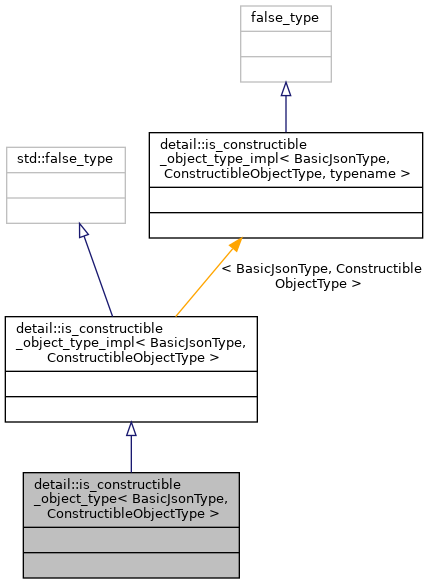 false_type
std::false_type
detail::is_constructible
_object_type_impl< BasicJsonType,
ConstructibleObjectType, typename >
< BasicJsonType, Constructible
ObjectType >
detail::is_constructible
_object_type_impl< BasicJsonType,
ConstructibleObjectType >
detail::is_constructible
_object_type< BasicJsonType,
ConstructibleObjectType >